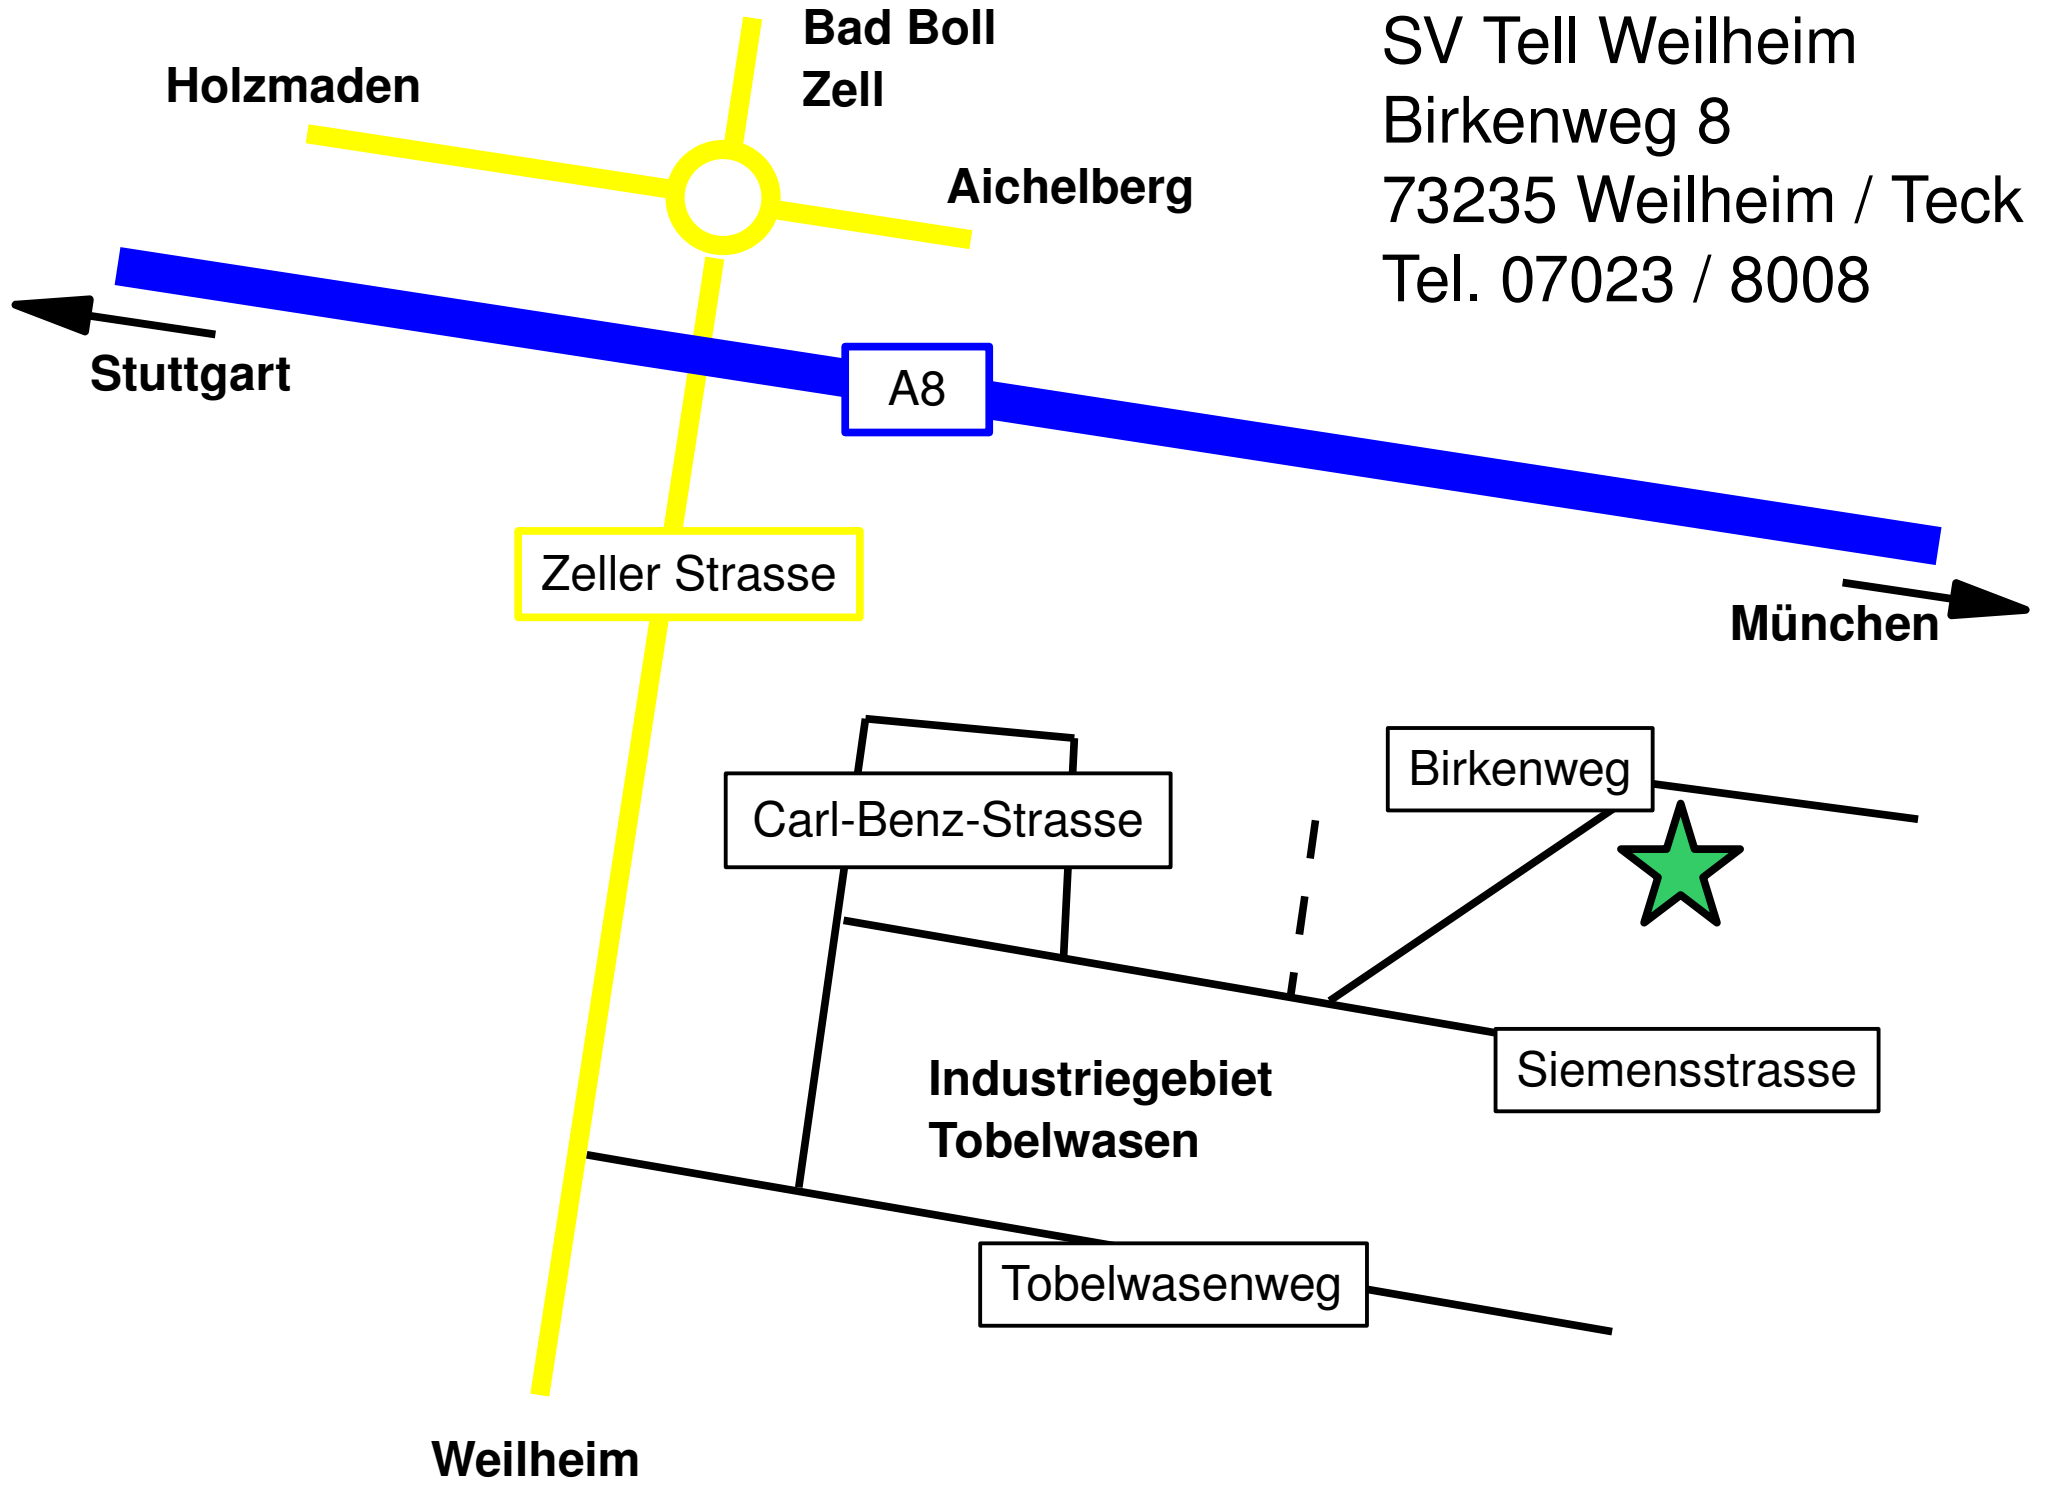 Bad Boll
Zell
Holzmaden
Aichelberg
SV Tell Weilheim
Birkenweg 8
73235 Weilheim / Teck
Tel. 07023 / 8008
Stuttgart
A8
Zeller Strasse
München
Birkenweg
Carl-Benz-Strasse
Siemensstrasse
Industriegebiet
Tobelwasen
Tobelwasenweg
Weilheim